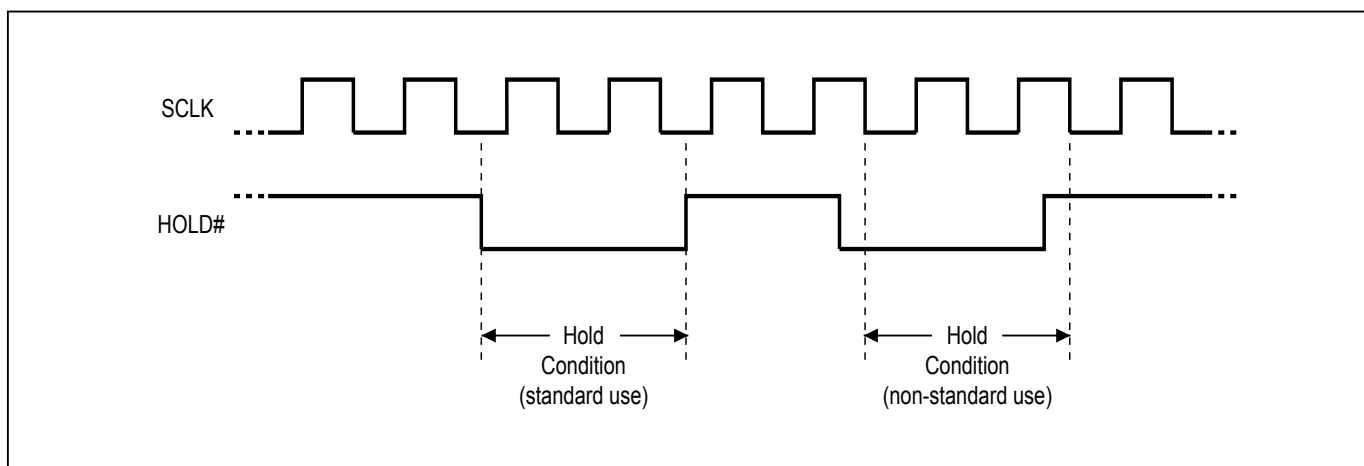 SCLK
HOLD#
Hold
Condition
(standard use)
Hold
Condition
(non-standard use)